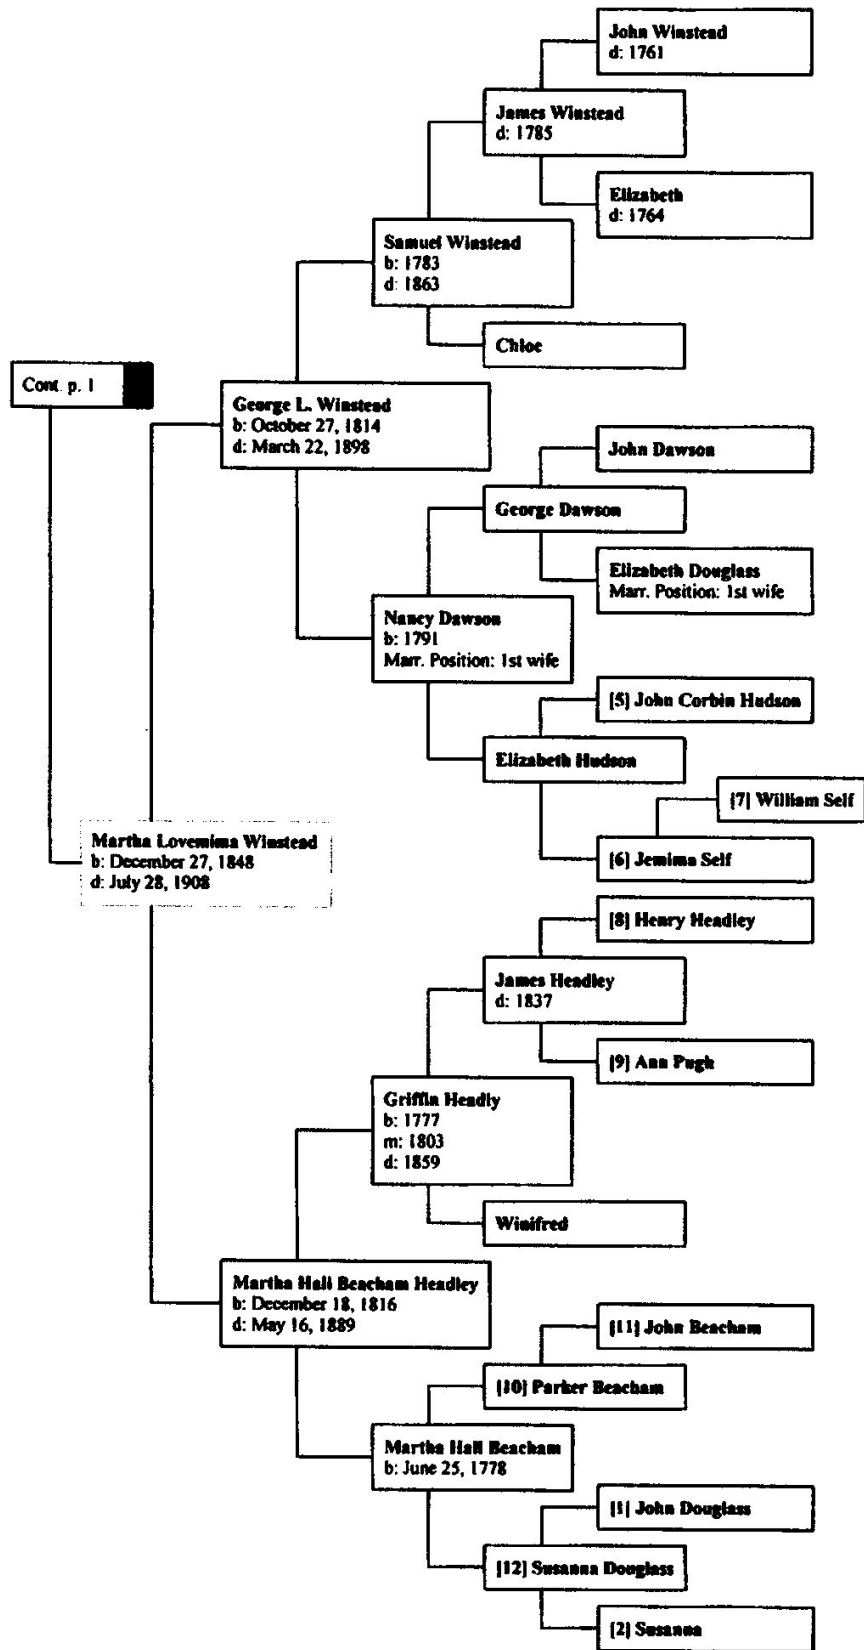 John Winstead
d: 1761
James Winstead
d: 1785
Elizabeth
d: 1764
Samuel Winstead
b: 1783
d: 1863
Chloe
Cont. p. 1
George L. Winstead
b: October 27, 1814
d: March 22, 1898
John Dawson
George Dawson
Elizabeth Douglass
Marr. Position: 1st wife
Nancy Dawson
b: 1791
Marr. Position: 1st wife
[5] John Corbin Hudson
Elizabeth Hudson
[7] William Self
Martha Lovemima Winstead
b: December 27, 1848
d: July 28, 1908
[6] Jemima Self
[8] Henry Headley
James Headley
d: 1837
[9] Ann Pugh
Griffin Headly
b: 1777
m: 1803
d: 1859
Winifred
Martha Hall Beacham Headley
b: December 18, 1816
d: May 16, 1889
[11] John Beacham
[10] Parker Beacham
Martha Hall Beacham
b: June 25, 1778
[1] John Douglass
[12] Susanna Douglass
[2] Susanna